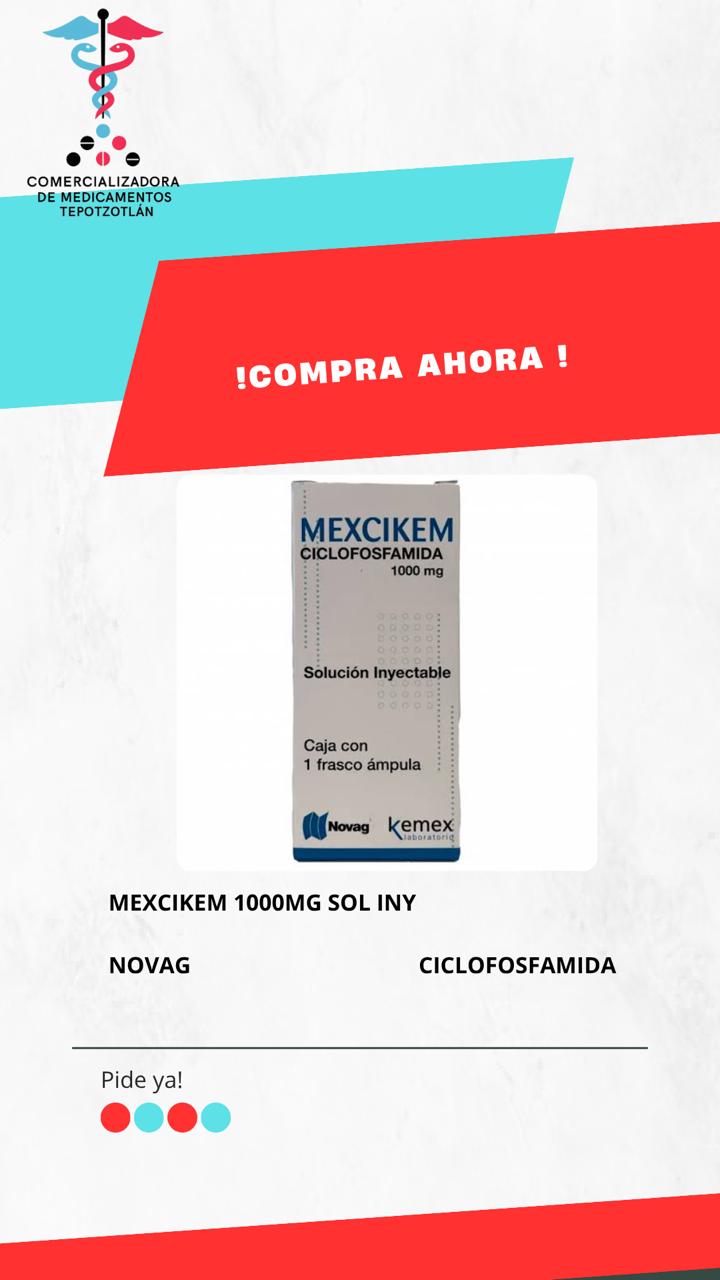 COMERCIALIZADORA
DE MEDICAMENTOS
TEPOTZOTLÁN
!COMPRA AHORA !
MEXCIKEM
CICLOFOSFAMIDA
1000 mg
Solución Inyectable
Caja con
1 frasco ámpula
Novag kemex
laboratorio
MEXCIKEM 1000MG SOL INY
NOVAG CICLOFOSFAMIDA
Pide ya!